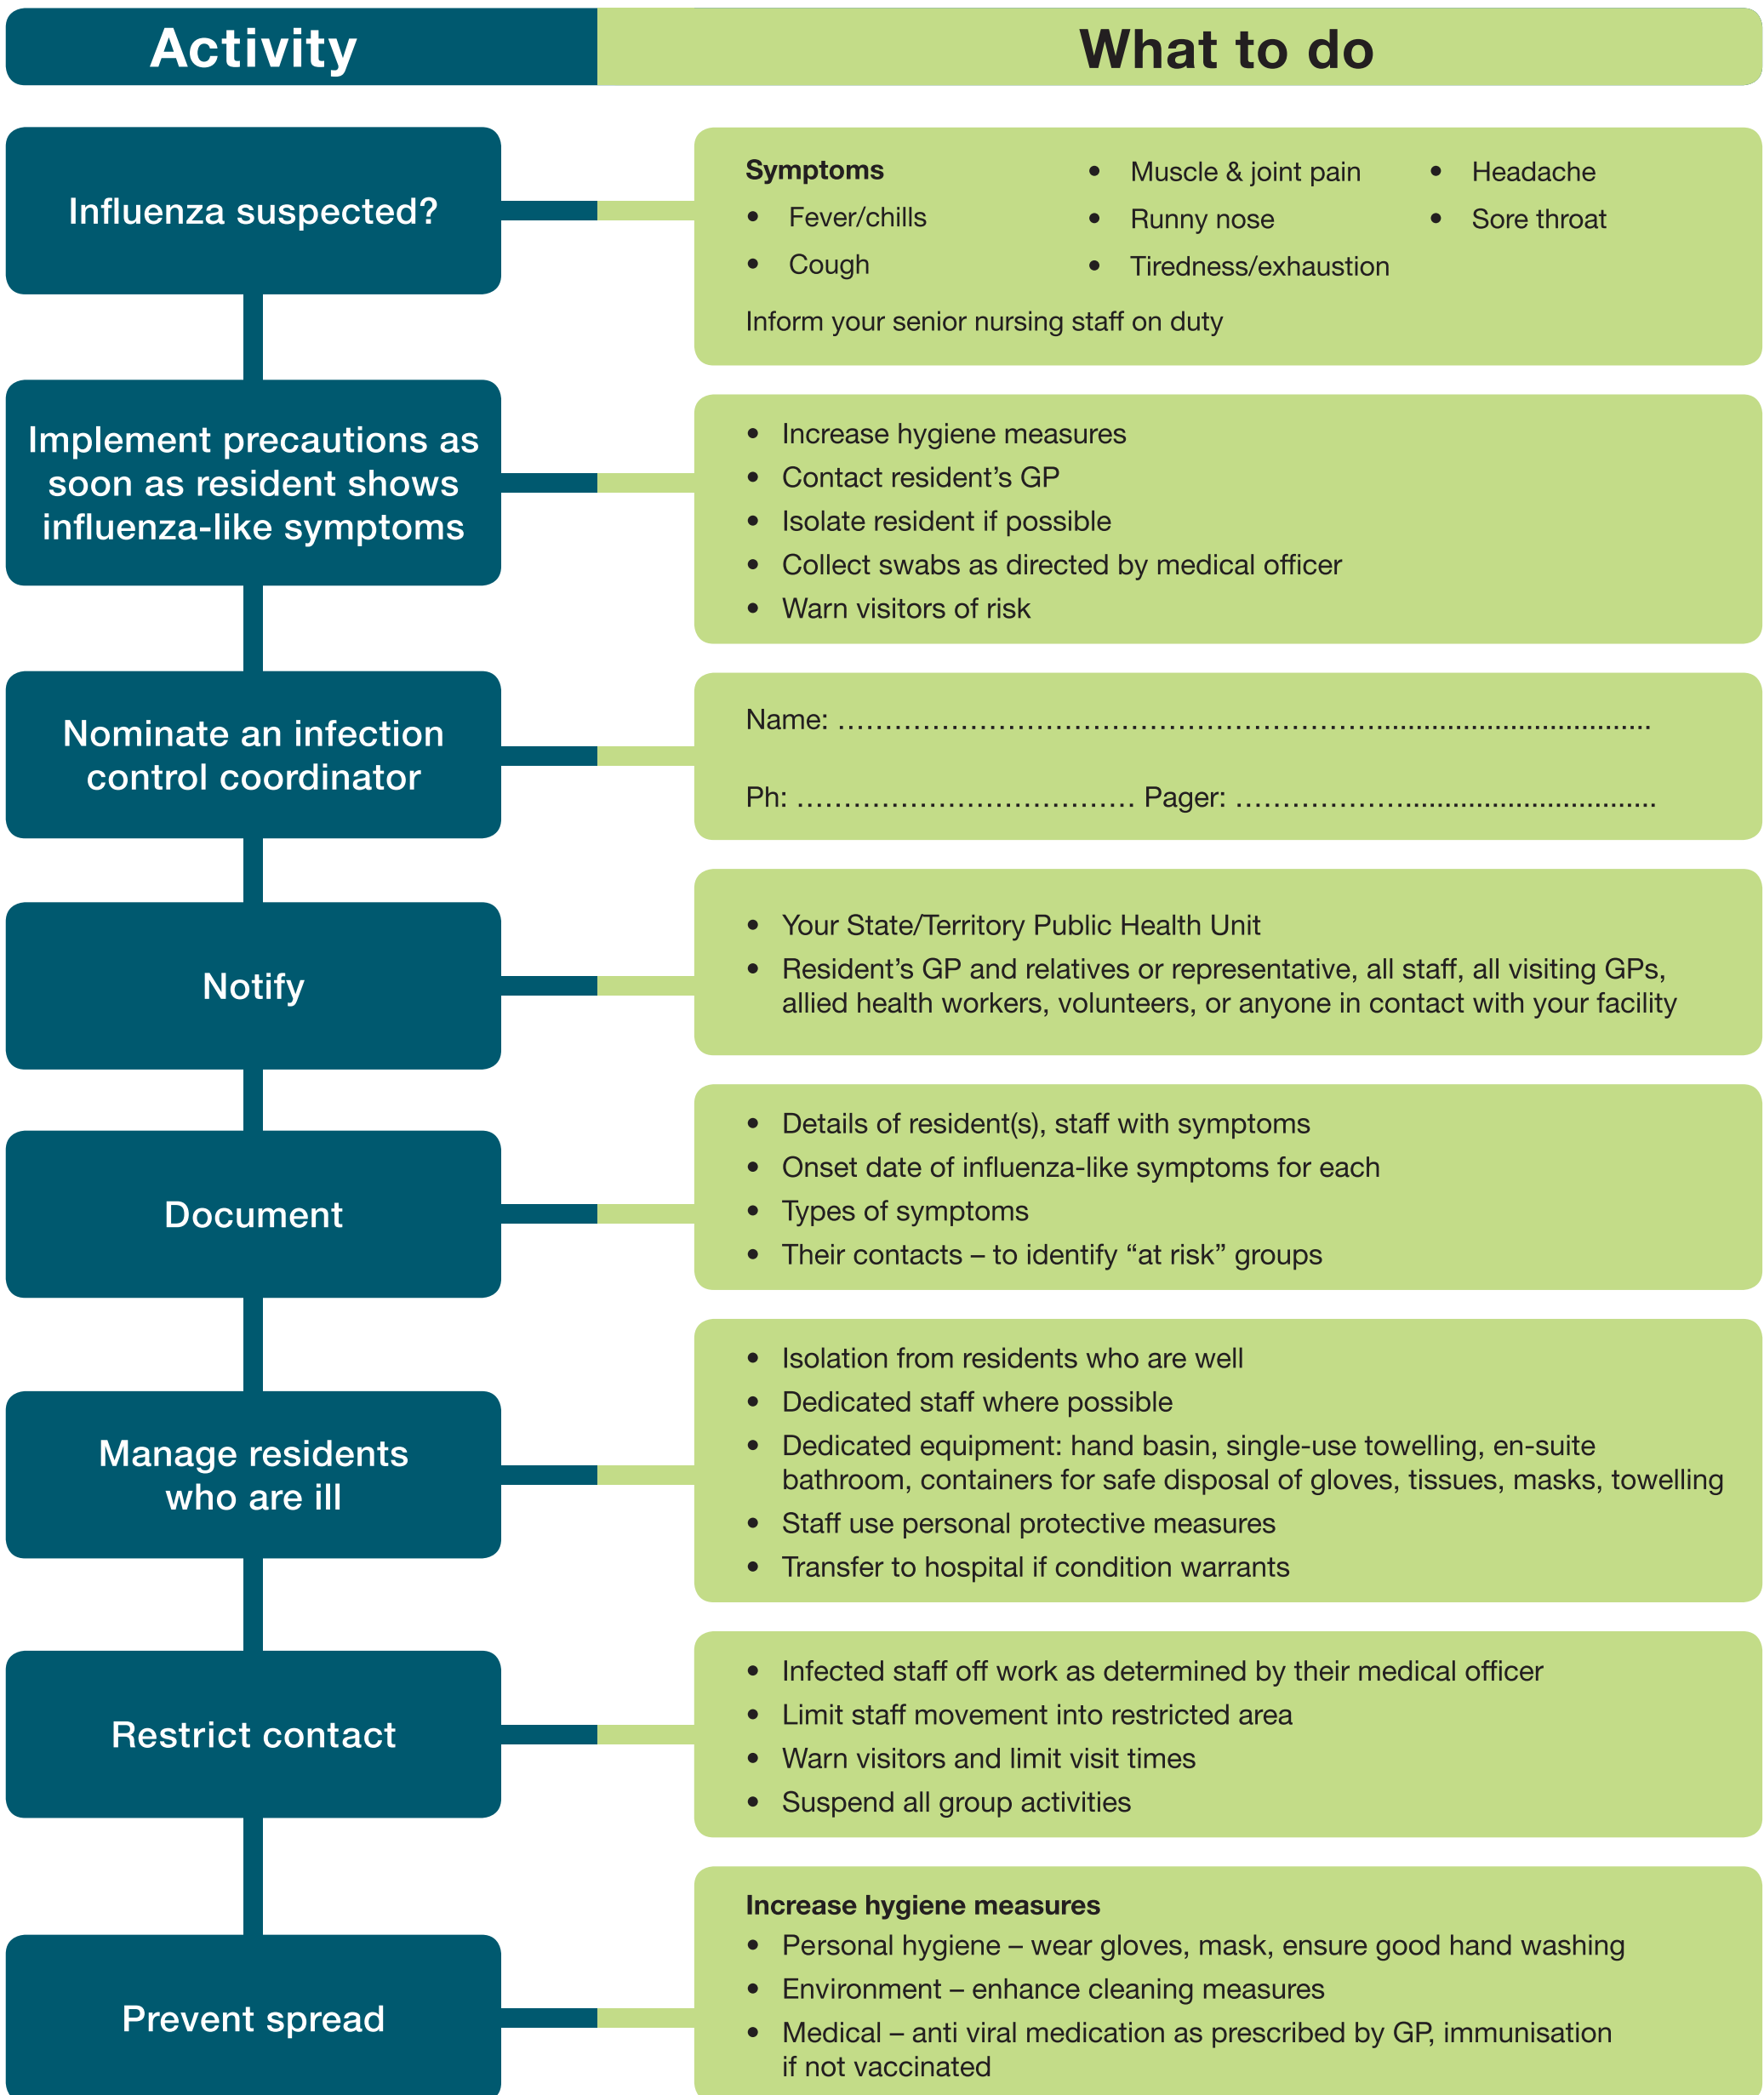 Activity
What to do
Influenza suspected?
Symptoms
• Fever/chills
• Cough
• Muscle & joint pain
• Runny nose
• Tiredness/exhaustion
• Headache
• Sore throat
Inform your senior nursing staff on duty
Implement precautions as
soon as resident shows
influenza-like symptoms
• Increase hygiene measures
• Contact resident’s GP
• Isolate resident if possible
• Collect swabs as directed by medical officer
• Warn visitors of risk
Nominate an infection
control coordinator
Name: ……………………………………………………..................................
Ph: ……………………………… Pager: ………………................................
Notify
• Your State/Territory Public Health Unit
• Resident’s GP and relatives or representative, all staff, all visiting GPs,
allied health workers, volunteers, or anyone in contact with your facility
Document
• Details of resident(s), staff with symptoms
• Onset date of influenza-like symptoms for each
• Types of symptoms
• Their contacts – to identify “at risk” groups
Manage residents
who are ill
• Isolation from residents who are well
• Dedicated staff where possible
• Dedicated equipment: hand basin, single-use towelling, en-suite
bathroom, containers for safe disposal of gloves, tissues, masks, towelling
• Staff use personal protective measures
• Transfer to hospital if condition warrants
Restrict contact
• Infected staff off work as determined by their medical officer
• Limit staff movement into restricted area
• Warn visitors and limit visit times
• Suspend all group activities
Prevent spread
Increase hygiene measures
• Personal hygiene – wear gloves, mask, ensure good hand washing
• Environment – enhance cleaning measures
• Medical – anti viral medication as prescribed by GP, immunisation
if not vaccinated